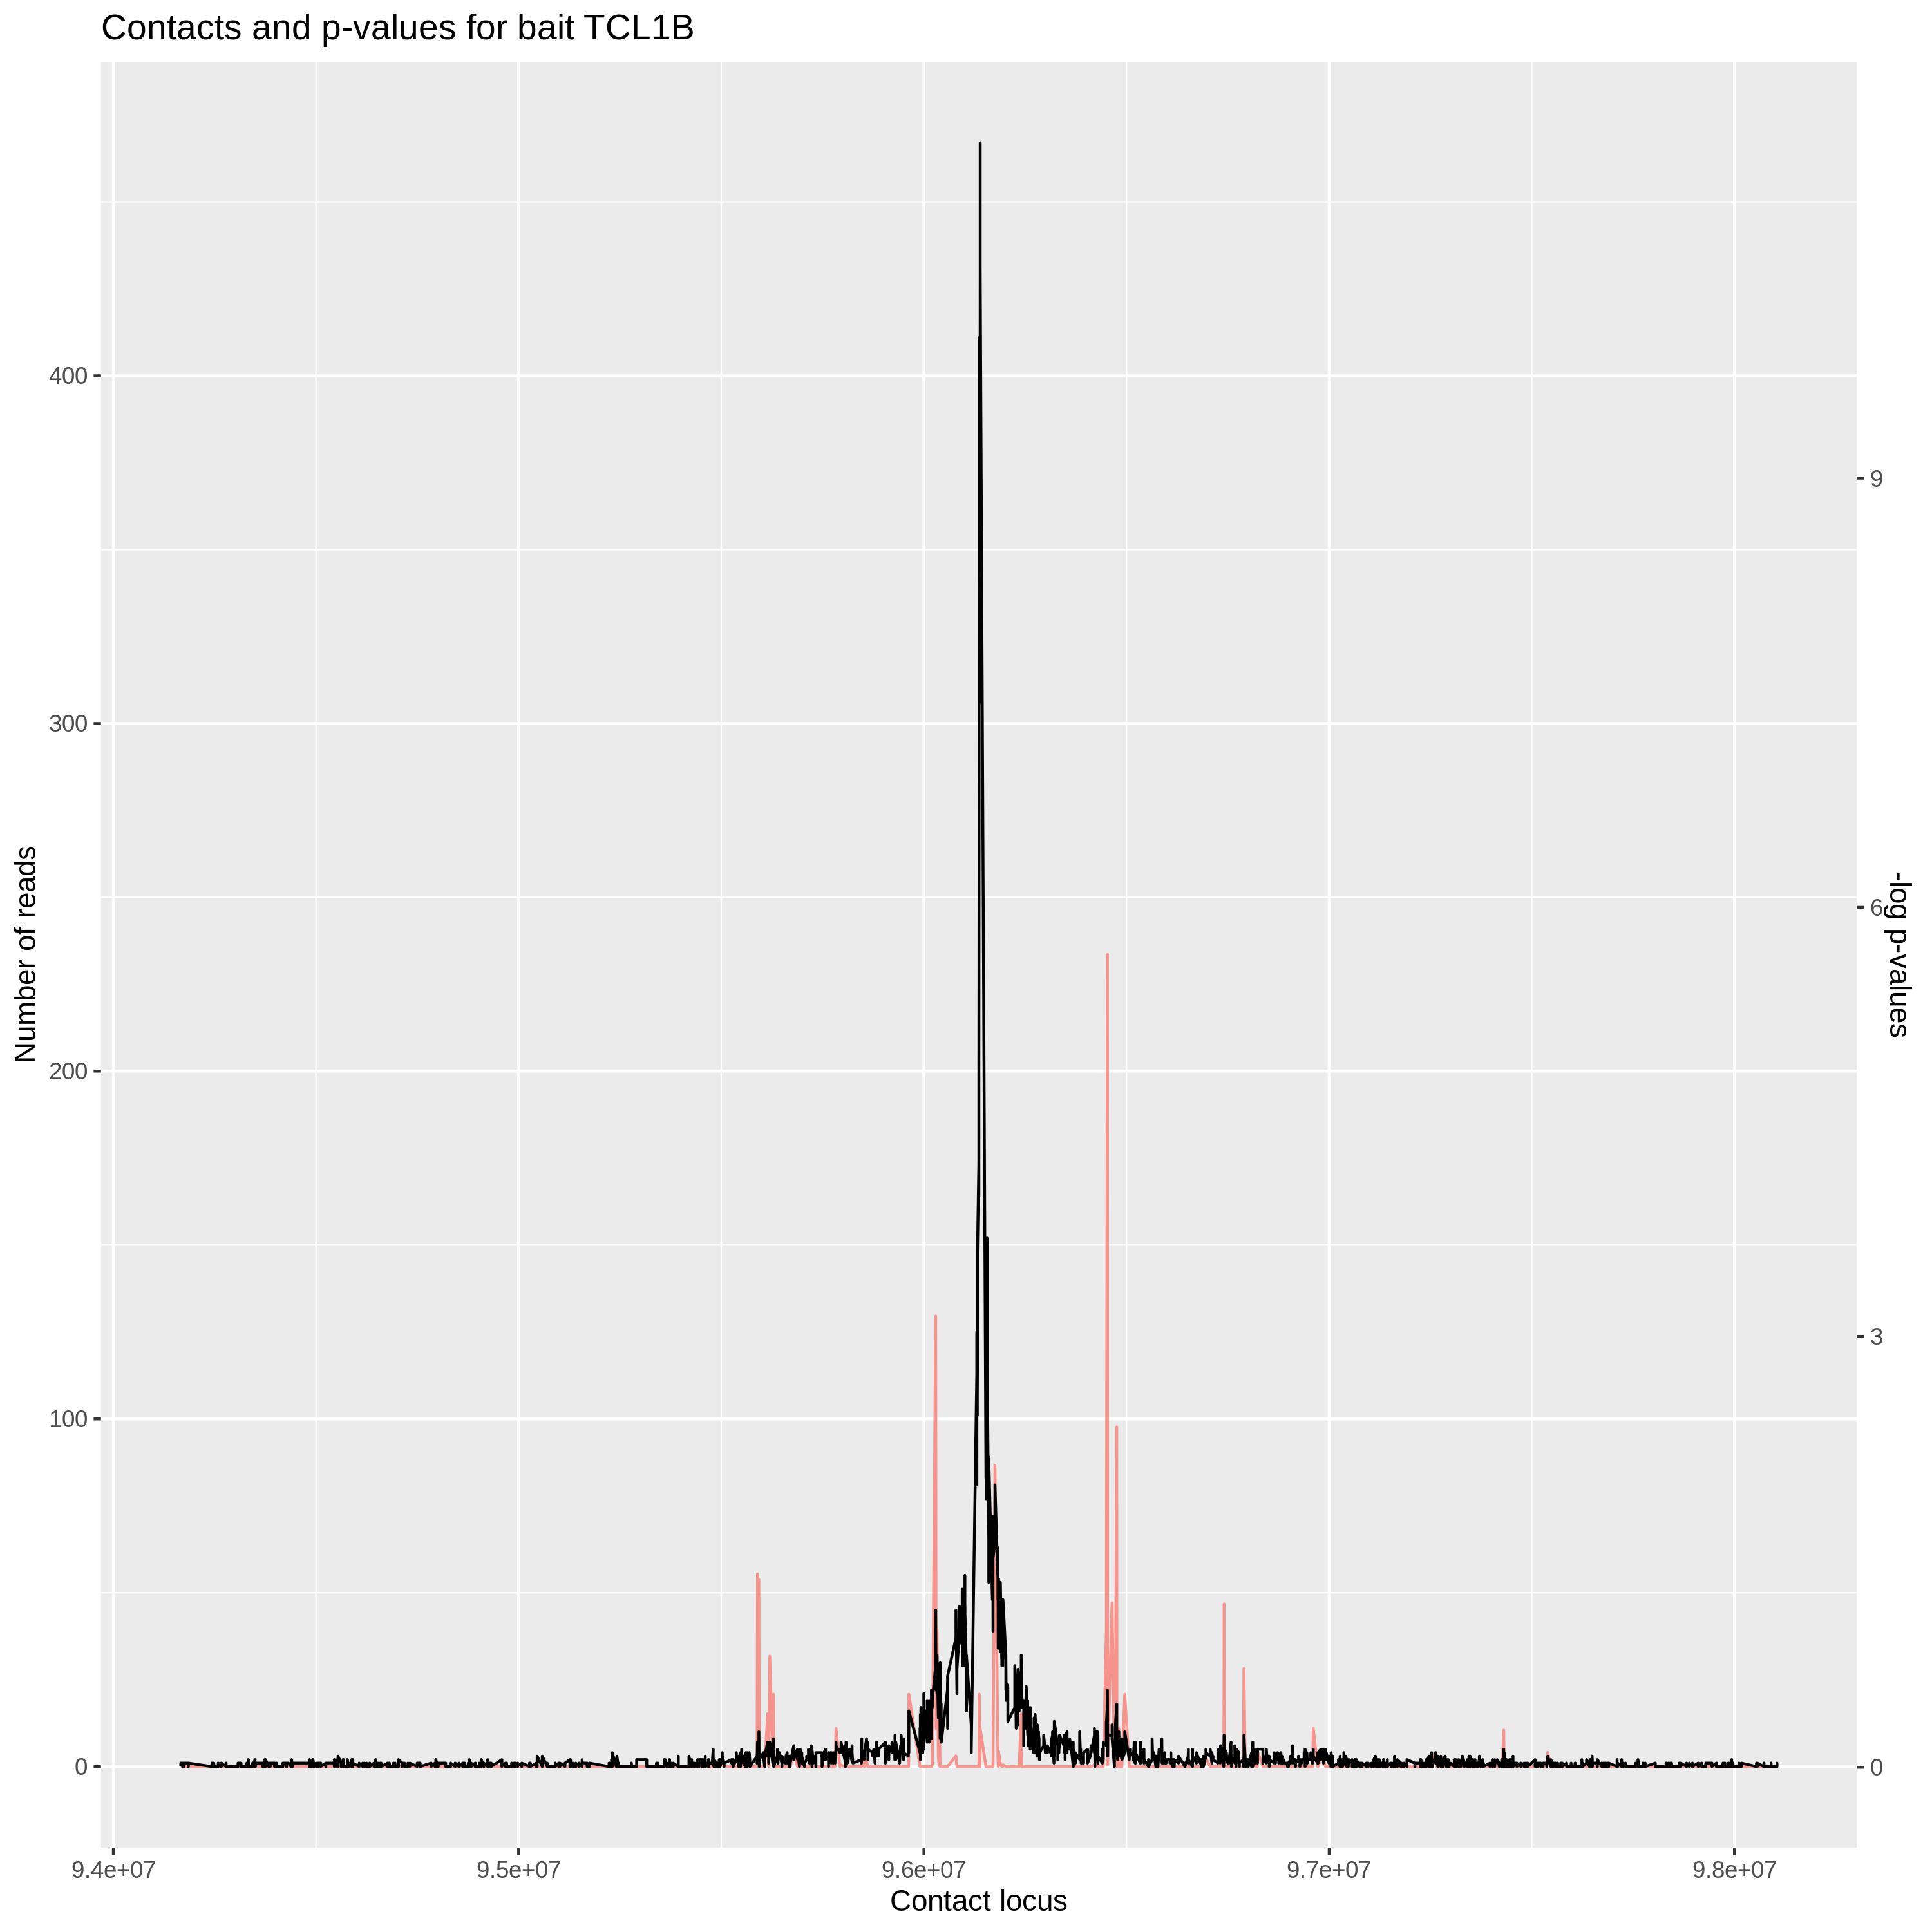 Contacts and p-values for bait TCL1B
400
300
200
100
0
Number of reads
9
6
3
0
-log p-values
9.4e+07 9.5e+07 9.6e+07 9.7e+07 9.8e+07
Contact locus